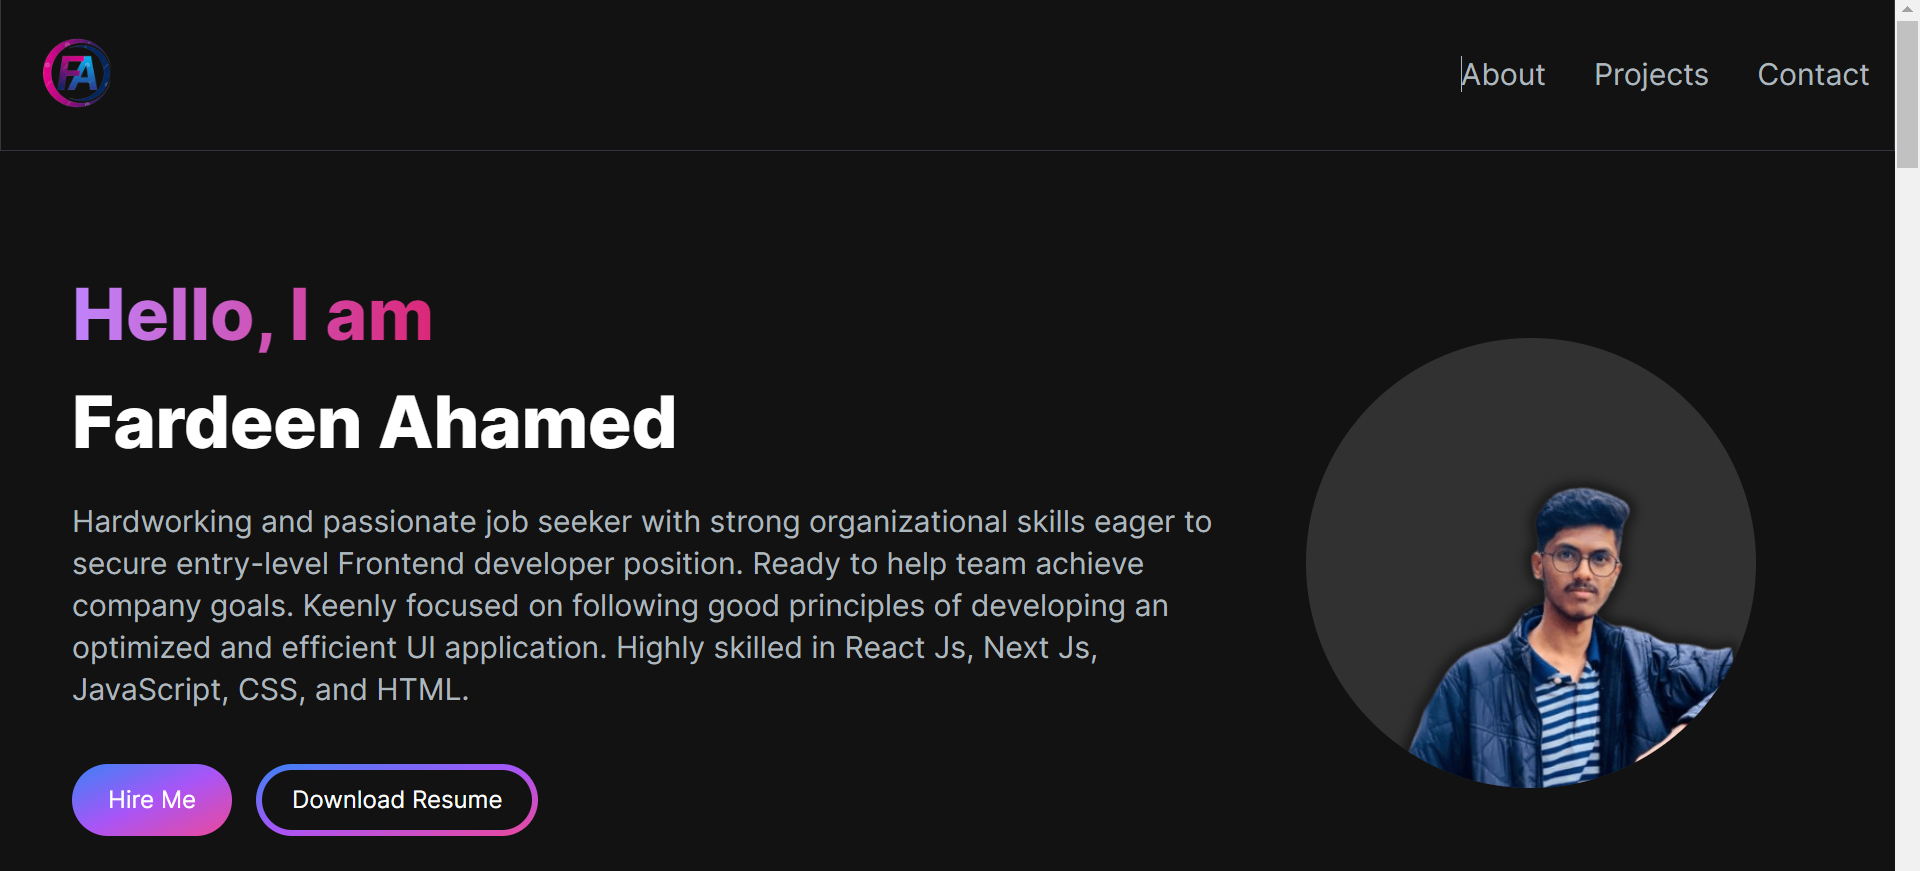 FA
About Projects Contact
Hello, I am
Fardeen Ahamed
Hardworking and passionate job seeker with strong organizational skills eager to
secure entry-level Frontend developer position. Ready to help team achieve
company goals. Keenly focused on following good principles of developing an
optimized and efficient UI application. Highly skilled in React Js, Next Js,
JavaScript, CSS, and HTML.
Hire Me Download Resume